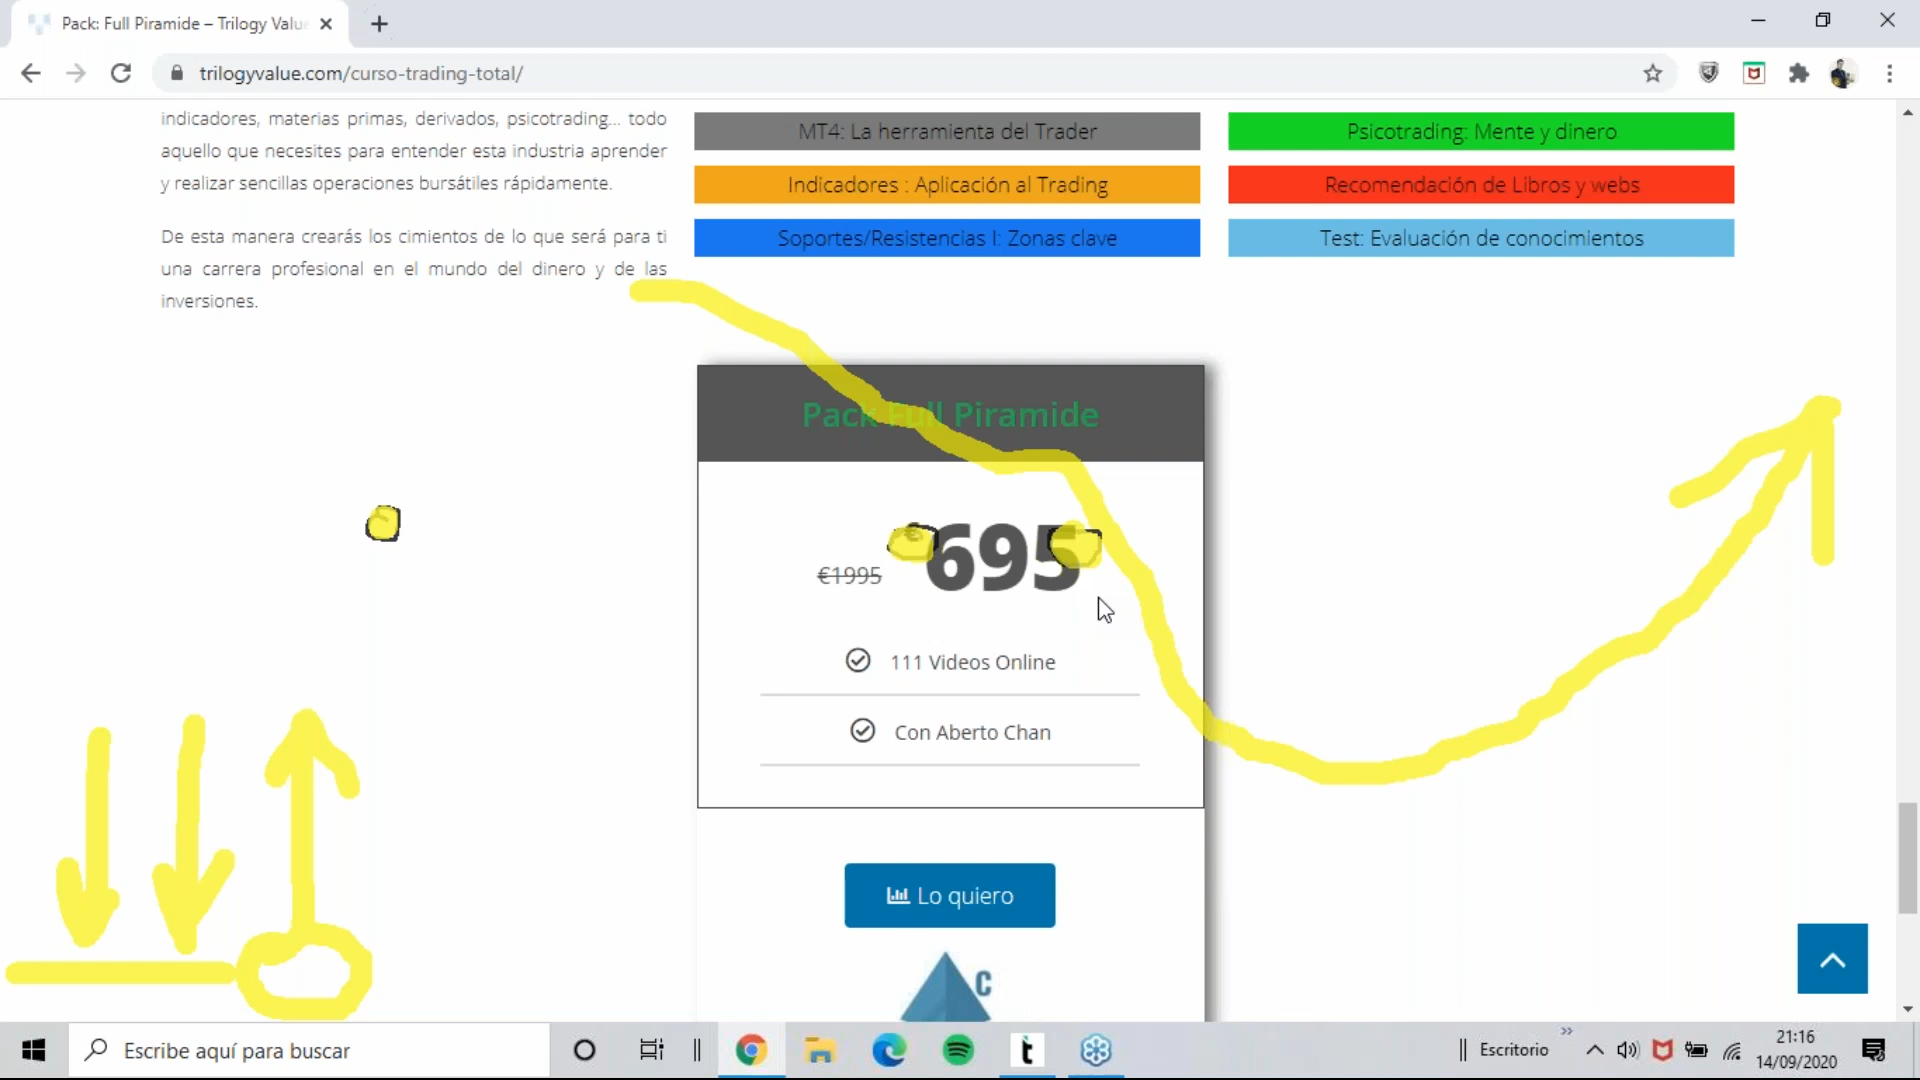 Pack: Full Piramide – Trilogy Valu
trilogyvalue.com/curso-trading-total/
indicadores, materias primas, derivados, psicotrading... todo
aquello que necesites para entender esta industria aprender
y realizar sencillas operaciones bursátiles rápidamente.
De esta manera crearás los cimientos de lo que será para ti
una carrera profesional en el mundo del dinero y de las
inversiones.
MT4: La herramienta del Trader
Indicadores : Aplicación al Trading
Soportes/Resistencias I: Zonas clave
Psicotrading: Mente y dinero
Recomendación de Libros y webs
Test: Evaluación de conocimientos
Pack Full Piramide
€1995 €695
111 Videos Online
Con Aberto Chan
Lo quiero
C
Escribe aquí para buscar
Escritorio
21:16
14/09/2020